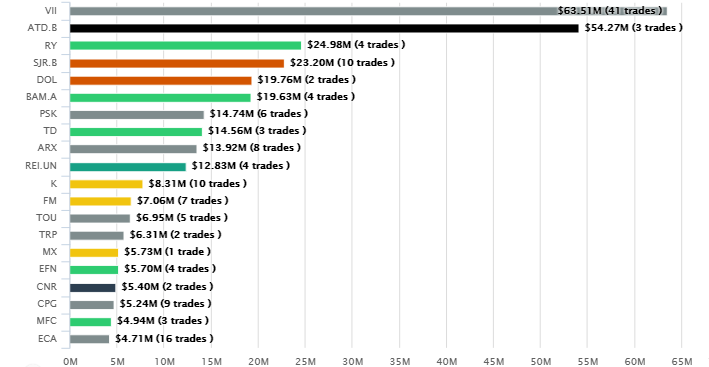 VII $63.51M (41 trades )
ATD.B $54.27M (3 trades )
RY $24.98M (4 trades )
SJR.B $23.20M (10 trades )
DOL $19.76M (2 trades )
BAM.A $19.63M (4 trades )
PSK $14.74M (6 trades )
TD $14.56M (3 trades )
ARX $13.92M (8 trades )
REI.UN $12.83M (4 trades )
K $8.31M (10 trades )
FM $7.06M (7 trades )
TOU $6.95M (5 trades )
TRP $6.31M (2 trades )
MX $5.73M (1 trade )
EFN $5.70M (4 trades )
CNR $5.40M (2 trades )
CPG $5.24M (9 trades )
MFC $4.94M (3 trades )
ECA $4.71M (16 trades )
0M 5M 10M 15M 20M 25M 30M 35M 40M 45M 50M 55M 60M 65M